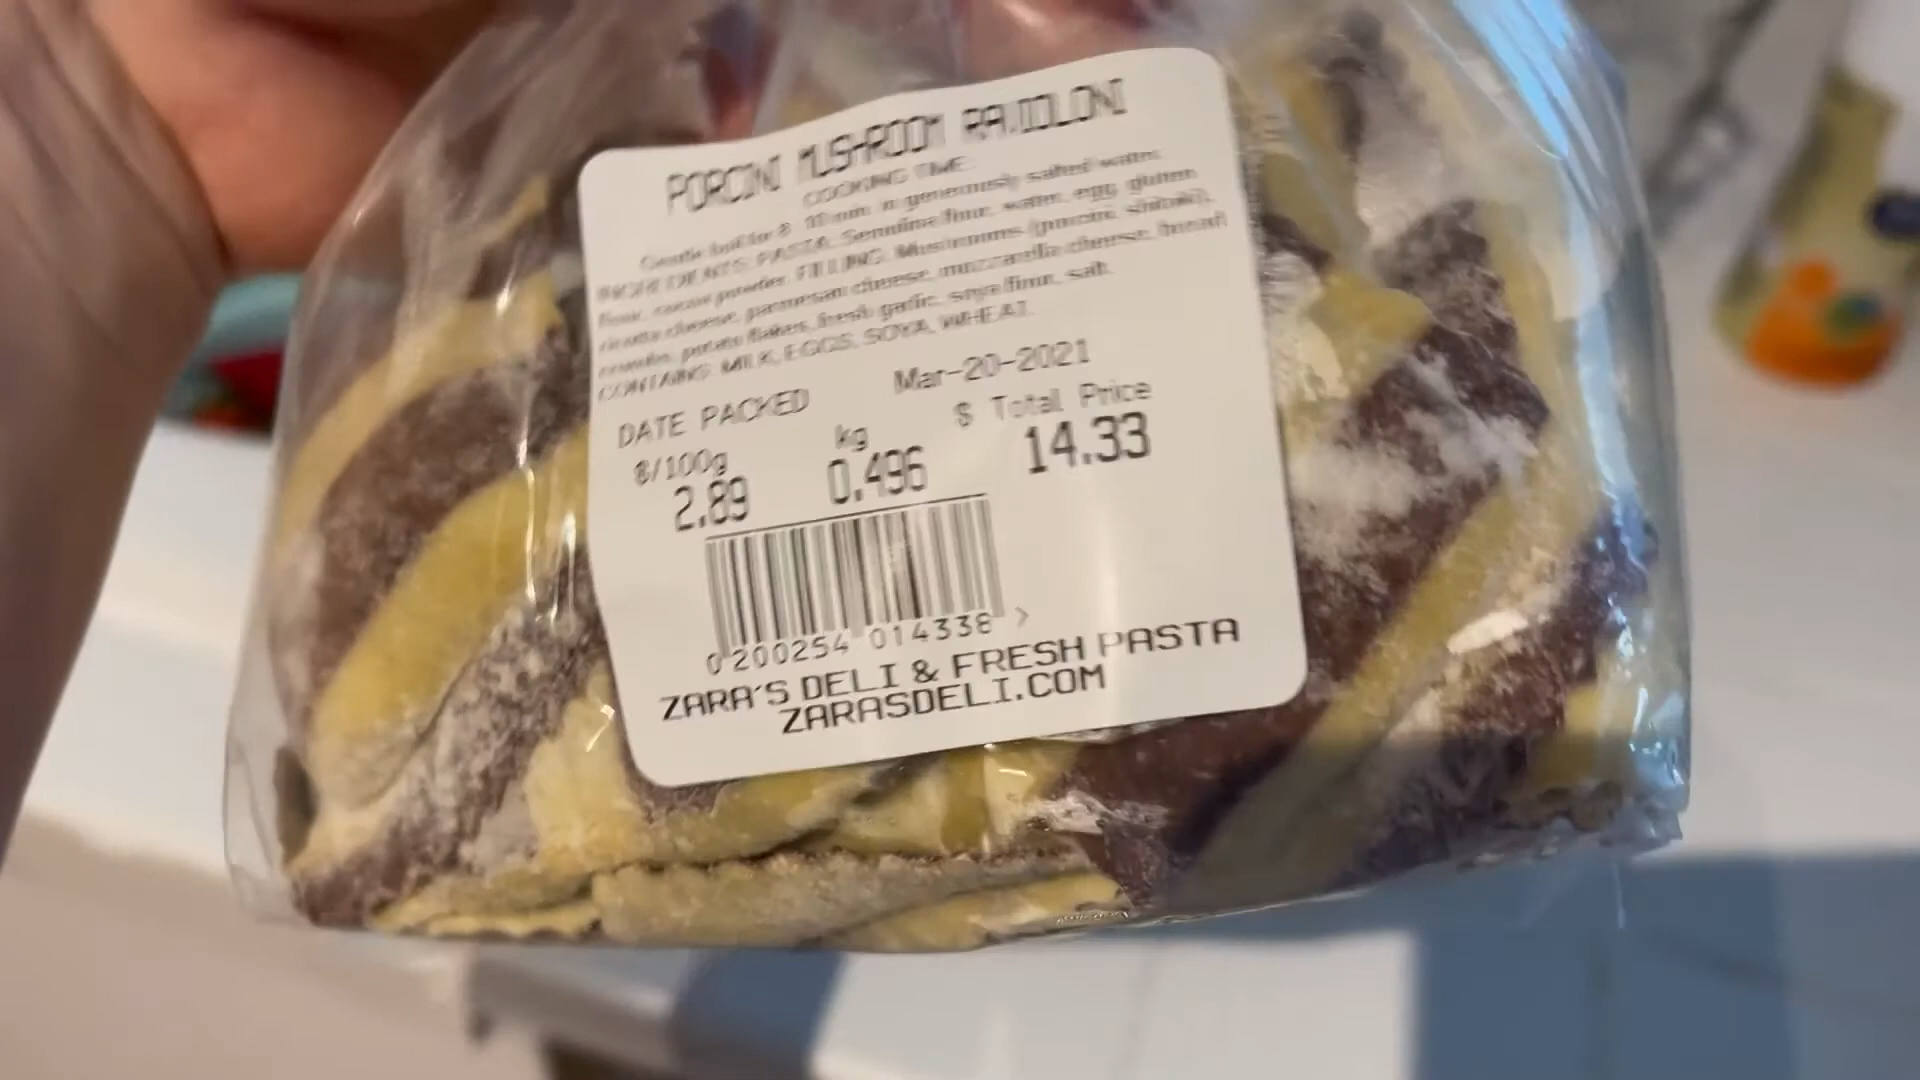 PORCINI MUSHROOM RAVIOLONI
COOKING TIME:
Gentle boil for 8 10 min in generously salted water.
INGREDIENTS: PASTA: Semolina flour, water, egg, gluten
flour, cocoa powder. FILLING: Mushrooms (porcini, shitaki),
ricotta cheese, parmesan cheese, mozzarella cheese, bread
crumbs, potato flakes, fresh garlic, soya flour, salt.
CONTAINS: MILK, EGGS, SOYA, WHEAT.
DATE PACKED Mar-20-2021
$/100g kg $ Total Price
2.89 0.496 14.33
0 200254 014338 >
ZARA'S DELI & FRESH PASTA
ZARASDELI.COM